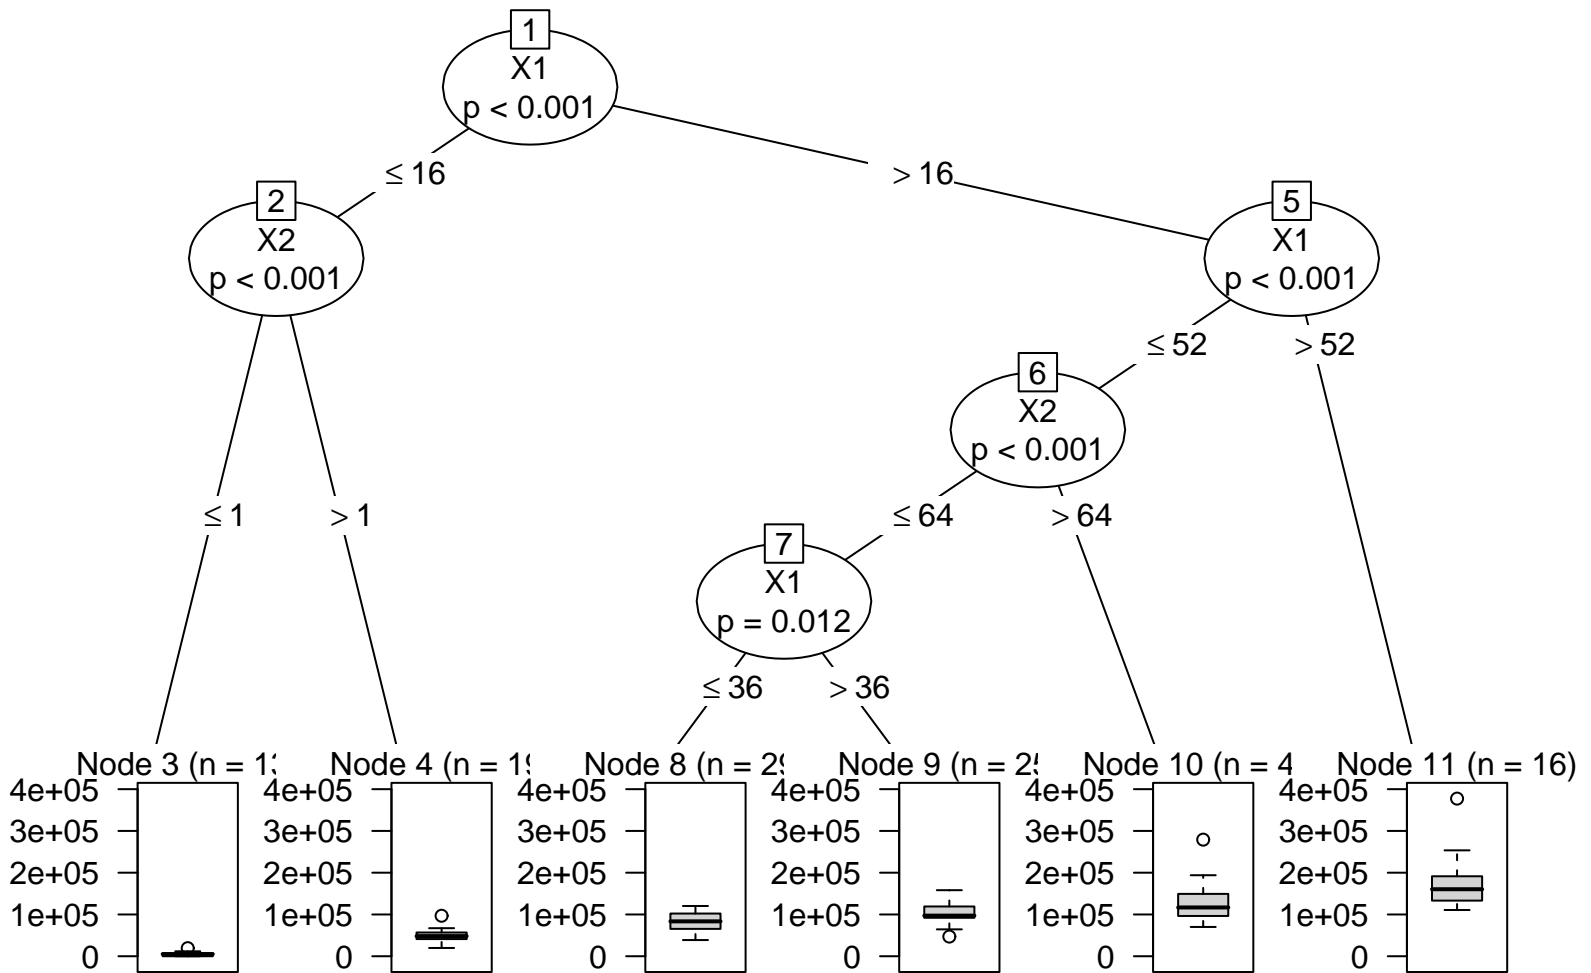 1
X1
p < 0.001
≤ 16
> 16
2
X2
p < 0.001
5
X1
p < 0.001
≤ 52
> 52
6
X2
p < 0.001
≤ 1
> 1
≤ 64
> 64
7
X1
p = 0.012
≤ 36
> 36
Node 3 (n =
4e+05
3e+05
2e+05
1e+05
0
Node 4 (n =
4e+05
3e+05
2e+05
1e+05
0
Node 8 (n =
4e+05
3e+05
2e+05
1e+05
0
Node 9 (n =
4e+05
3e+05
2e+05
1e+05
0
Node 10 (n =
4e+05
3e+05
2e+05
1e+05
0
Node 11 (n = 16)
4e+05
3e+05
2e+05
1e+05
0